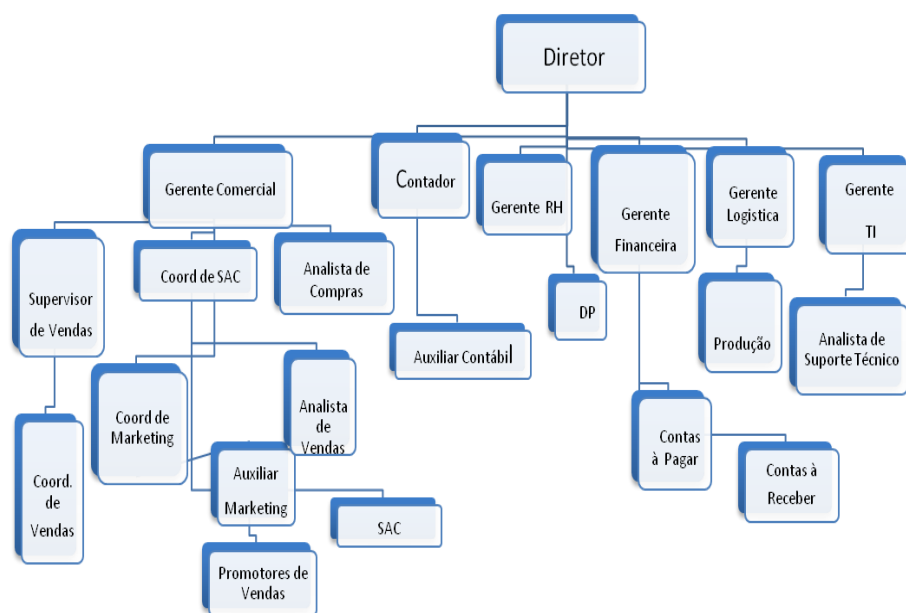 Diretor
Gerente Comercial
Contador
Gerente RH
Gerente
Financeira
Gerente
Logistica
Gerente
TI
Supervisor
de Vendas
Coord de SAC
Analista de
Compras
DP
Produção
Analista de
Suporte Técnico
Auxiliar Contábil
Coord de
Marketing
Analista
de
Vendas
Contas
à Pagar
Contas à
Receber
Coord.
de
Vendas
Auxiliar
Marketing
SAC
Promotores de
Vendas